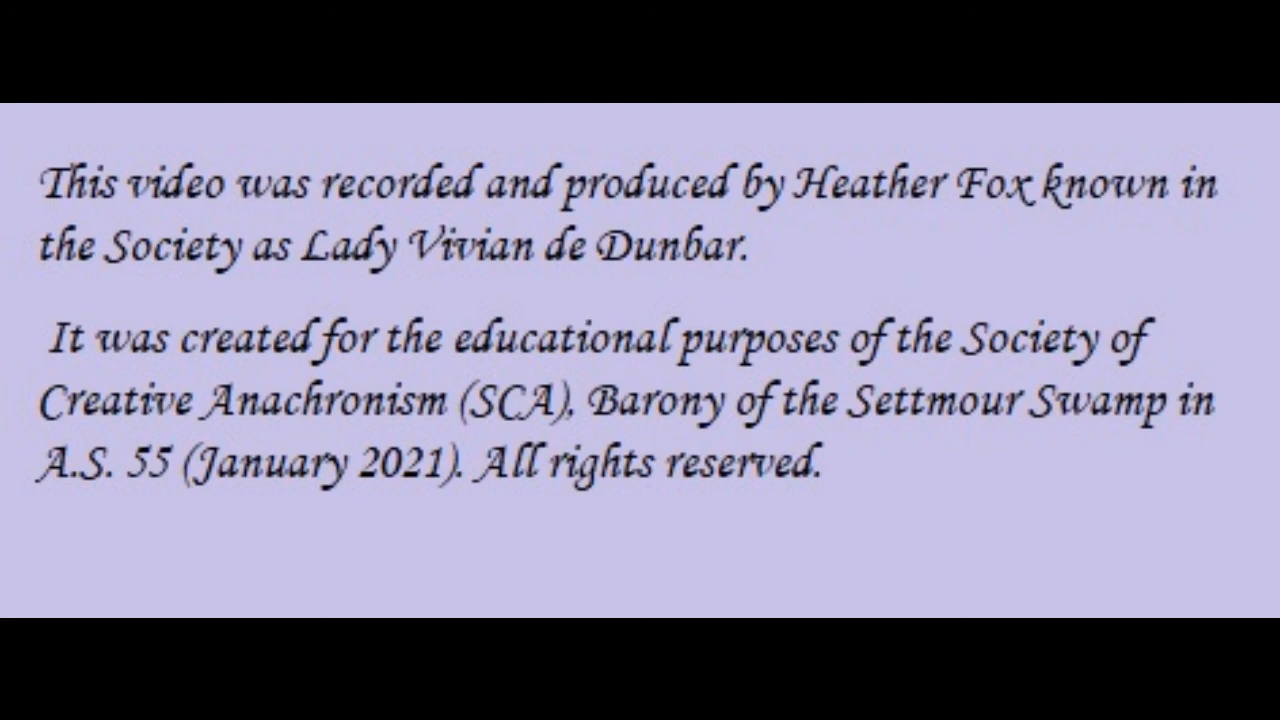 This video was recorded and produced by Heather Fox known in
the Society as Lady Vivian de Dunbar.
It was created for the educational purposes of the Society of
Creative Anachronism (SCA), Barony of the Settmour Swamp in
A.S. 55 (January 2021). All rights reserved.